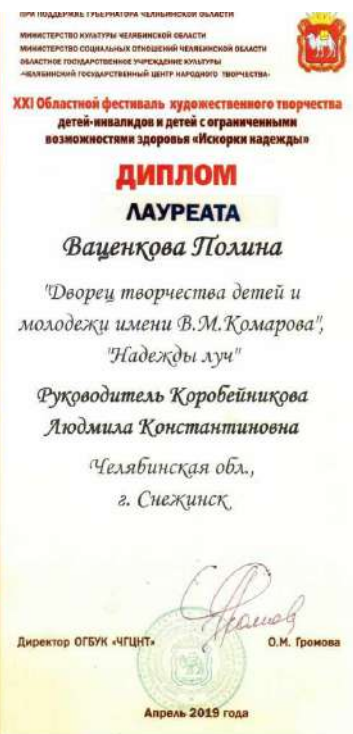 ПРИ ПОДДЕРЖКЕ ГУБЕРНАТОРА ЧЕЛЯБИНСКОЙ ОБЛАСТИ
МИНИСТЕРСТВО КУЛЬТУРЫ ЧЕЛЯБИНСКОЙ ОБЛАСТИ
МИНИСТЕРСТВО СОЦИАЛЬНЫХ ОТНОШЕНИЙ ЧЕЛЯБИНСКОЙ ОБЛАСТИ
ОБЛАСТНОЕ ГОСУДАРСТВЕННОЕ УЧРЕЖДЕНИЕ КУЛЬТУРЫ
«ЧЕЛЯБИНСКИЙ ГОСУДАРСТВЕННЫЙ ЦЕНТР НАРОДНОГО ТВОРЧЕСТВА»
XXI Областной фестиваль художественного творчества
детей-инвалидов и детей с ограниченными
возможностями здоровья «Искорки надежды»
ДИПЛОМ
ЛАУРЕАТА
Ваценкова Полина
"Дворец творчества детей и
молодежи имени В.М.Комарова",
"Надежды луч"
Руководитель Коробейникова
Людмила Константиновна
Челябинская обл.,
г. Снежинск
Директор ОГБУК «ЧГЦНТ» О.М. Громова
Апрель 2019 года